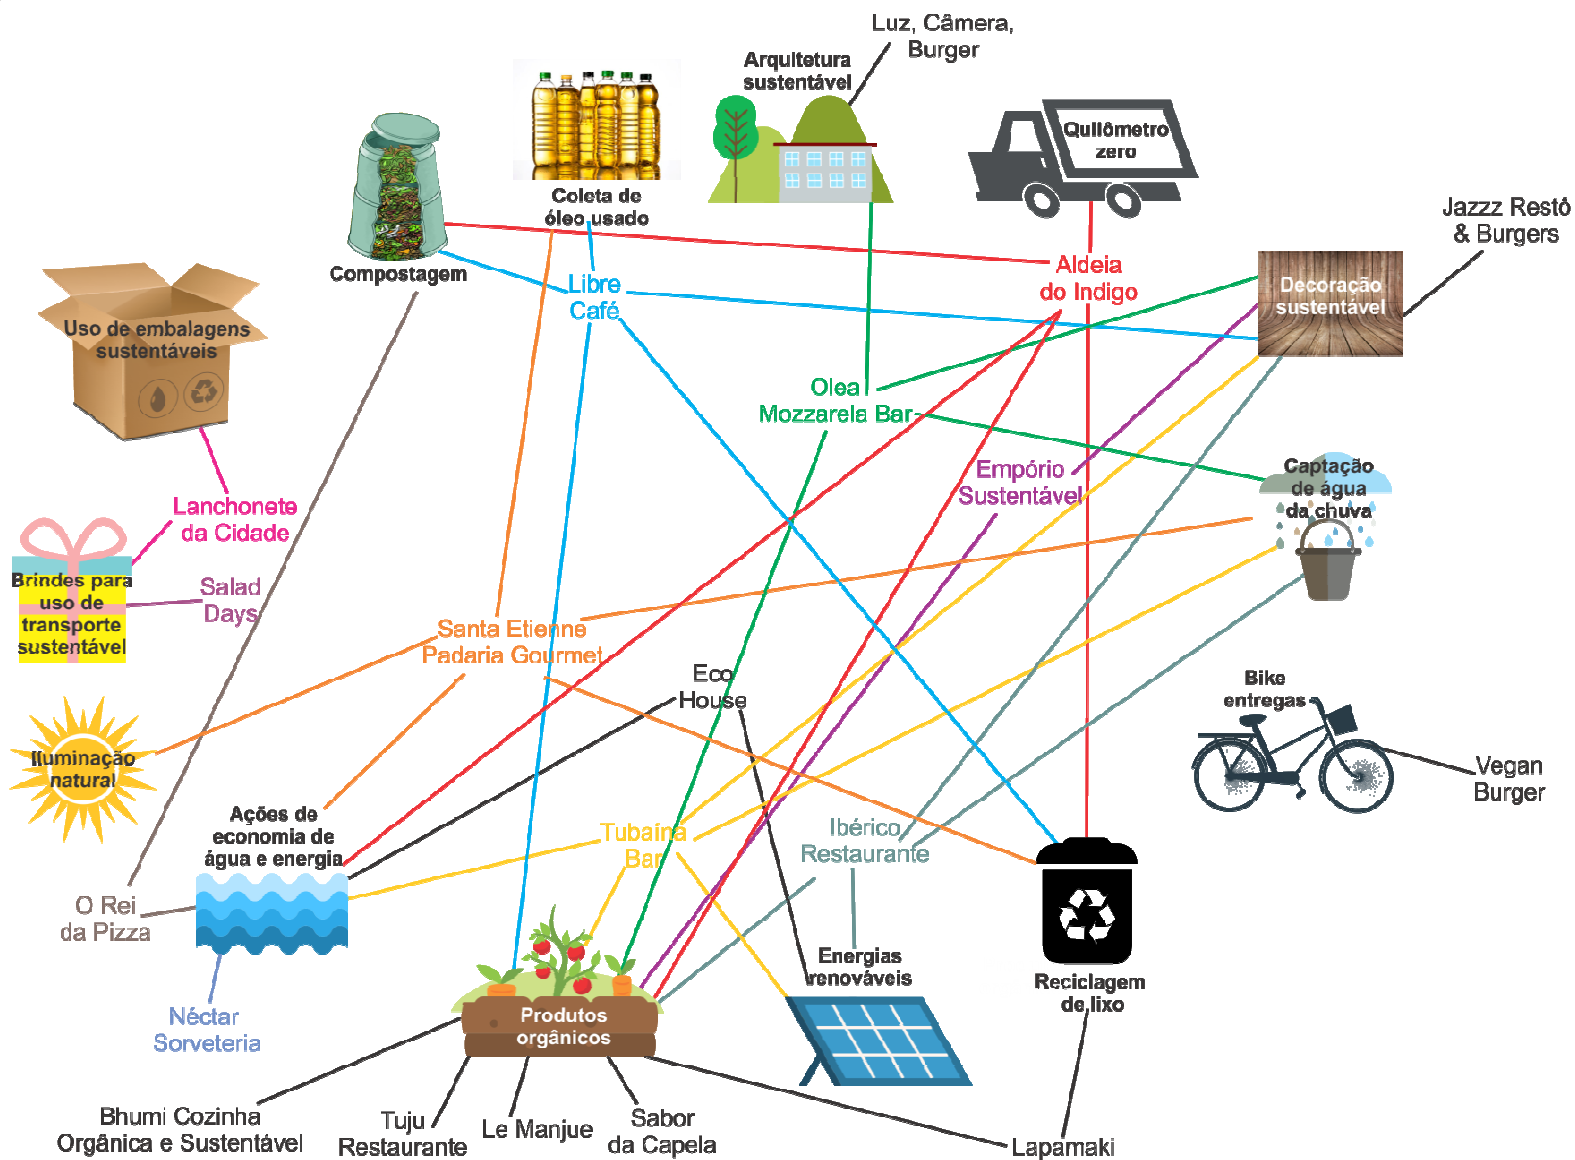 Luz, Câmera,
Burger
Arquitetura
sustentável
Quilômetro
zero
Coleta de
óleo usado
Compostagem
Jazzz Restô
& Burgers
Aldeia
do Indigo
Libre
Café
Decoração
sustentável
Uso de embalagens
sustentáveis
Olea
Mozzarela Bar
Empório
Sustentável
Captação
de água
da chuva
Lanchonete
da Cidade
Brindes para
uso de
transporte
sustentável
Salad
Days
Santa Etienne
Padaria Gourmet
Eco
House
Bike
entregas
Iluminação
natural
Vegan
Burger
Ações de
economia de
água e energia
Tubaína
Bar
Ibérico
Restaurante
O Rei
da Pizza
Energias
renováveis
Reciclagem
de lixo
Néctar
Sorveteria
Produtos
orgânicos
Bhumi Cozinha
Orgânica e Sustentável
Tuju
Restaurante
Le Manjue
Sabor
da Capela
Lapamaki